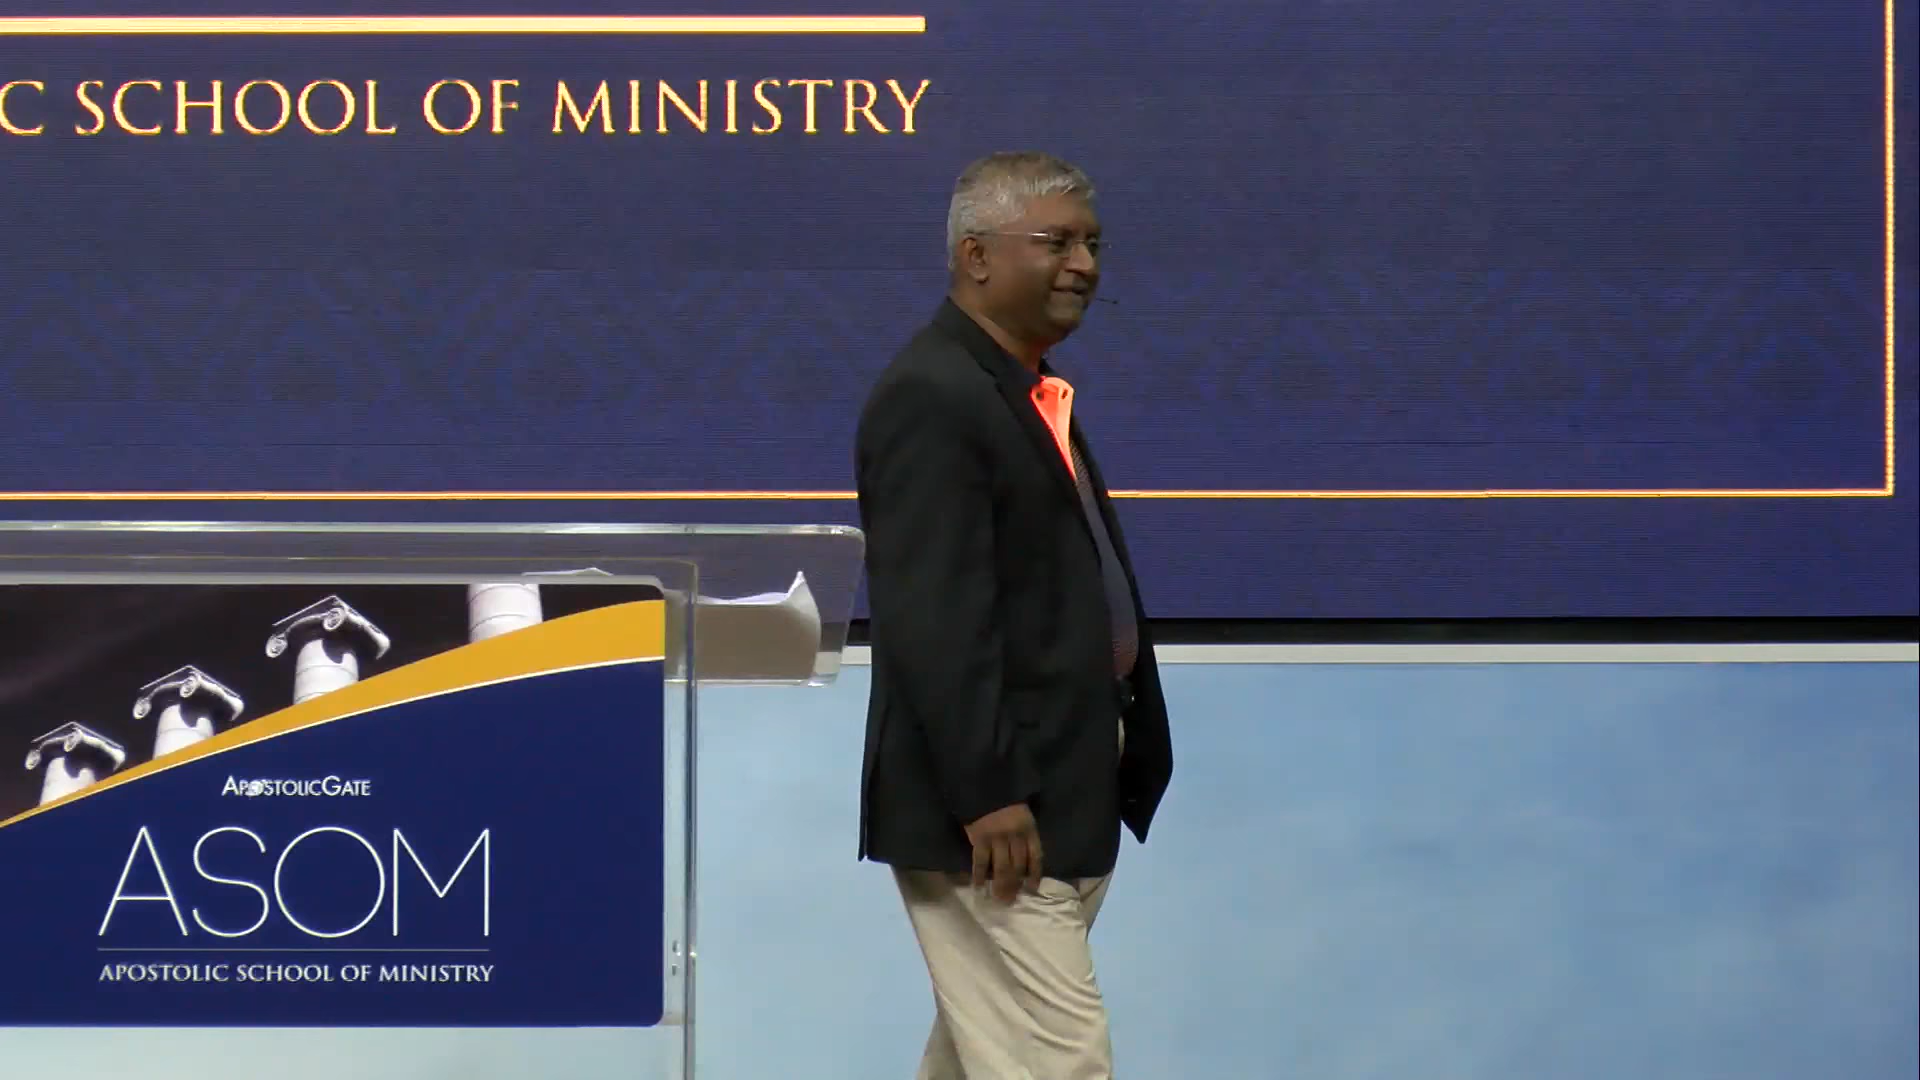 C SCHOOL OF MINISTRY
APOSTOLICGATE
ASOM
APOSTOLIC SCHOOL OF MINISTRY